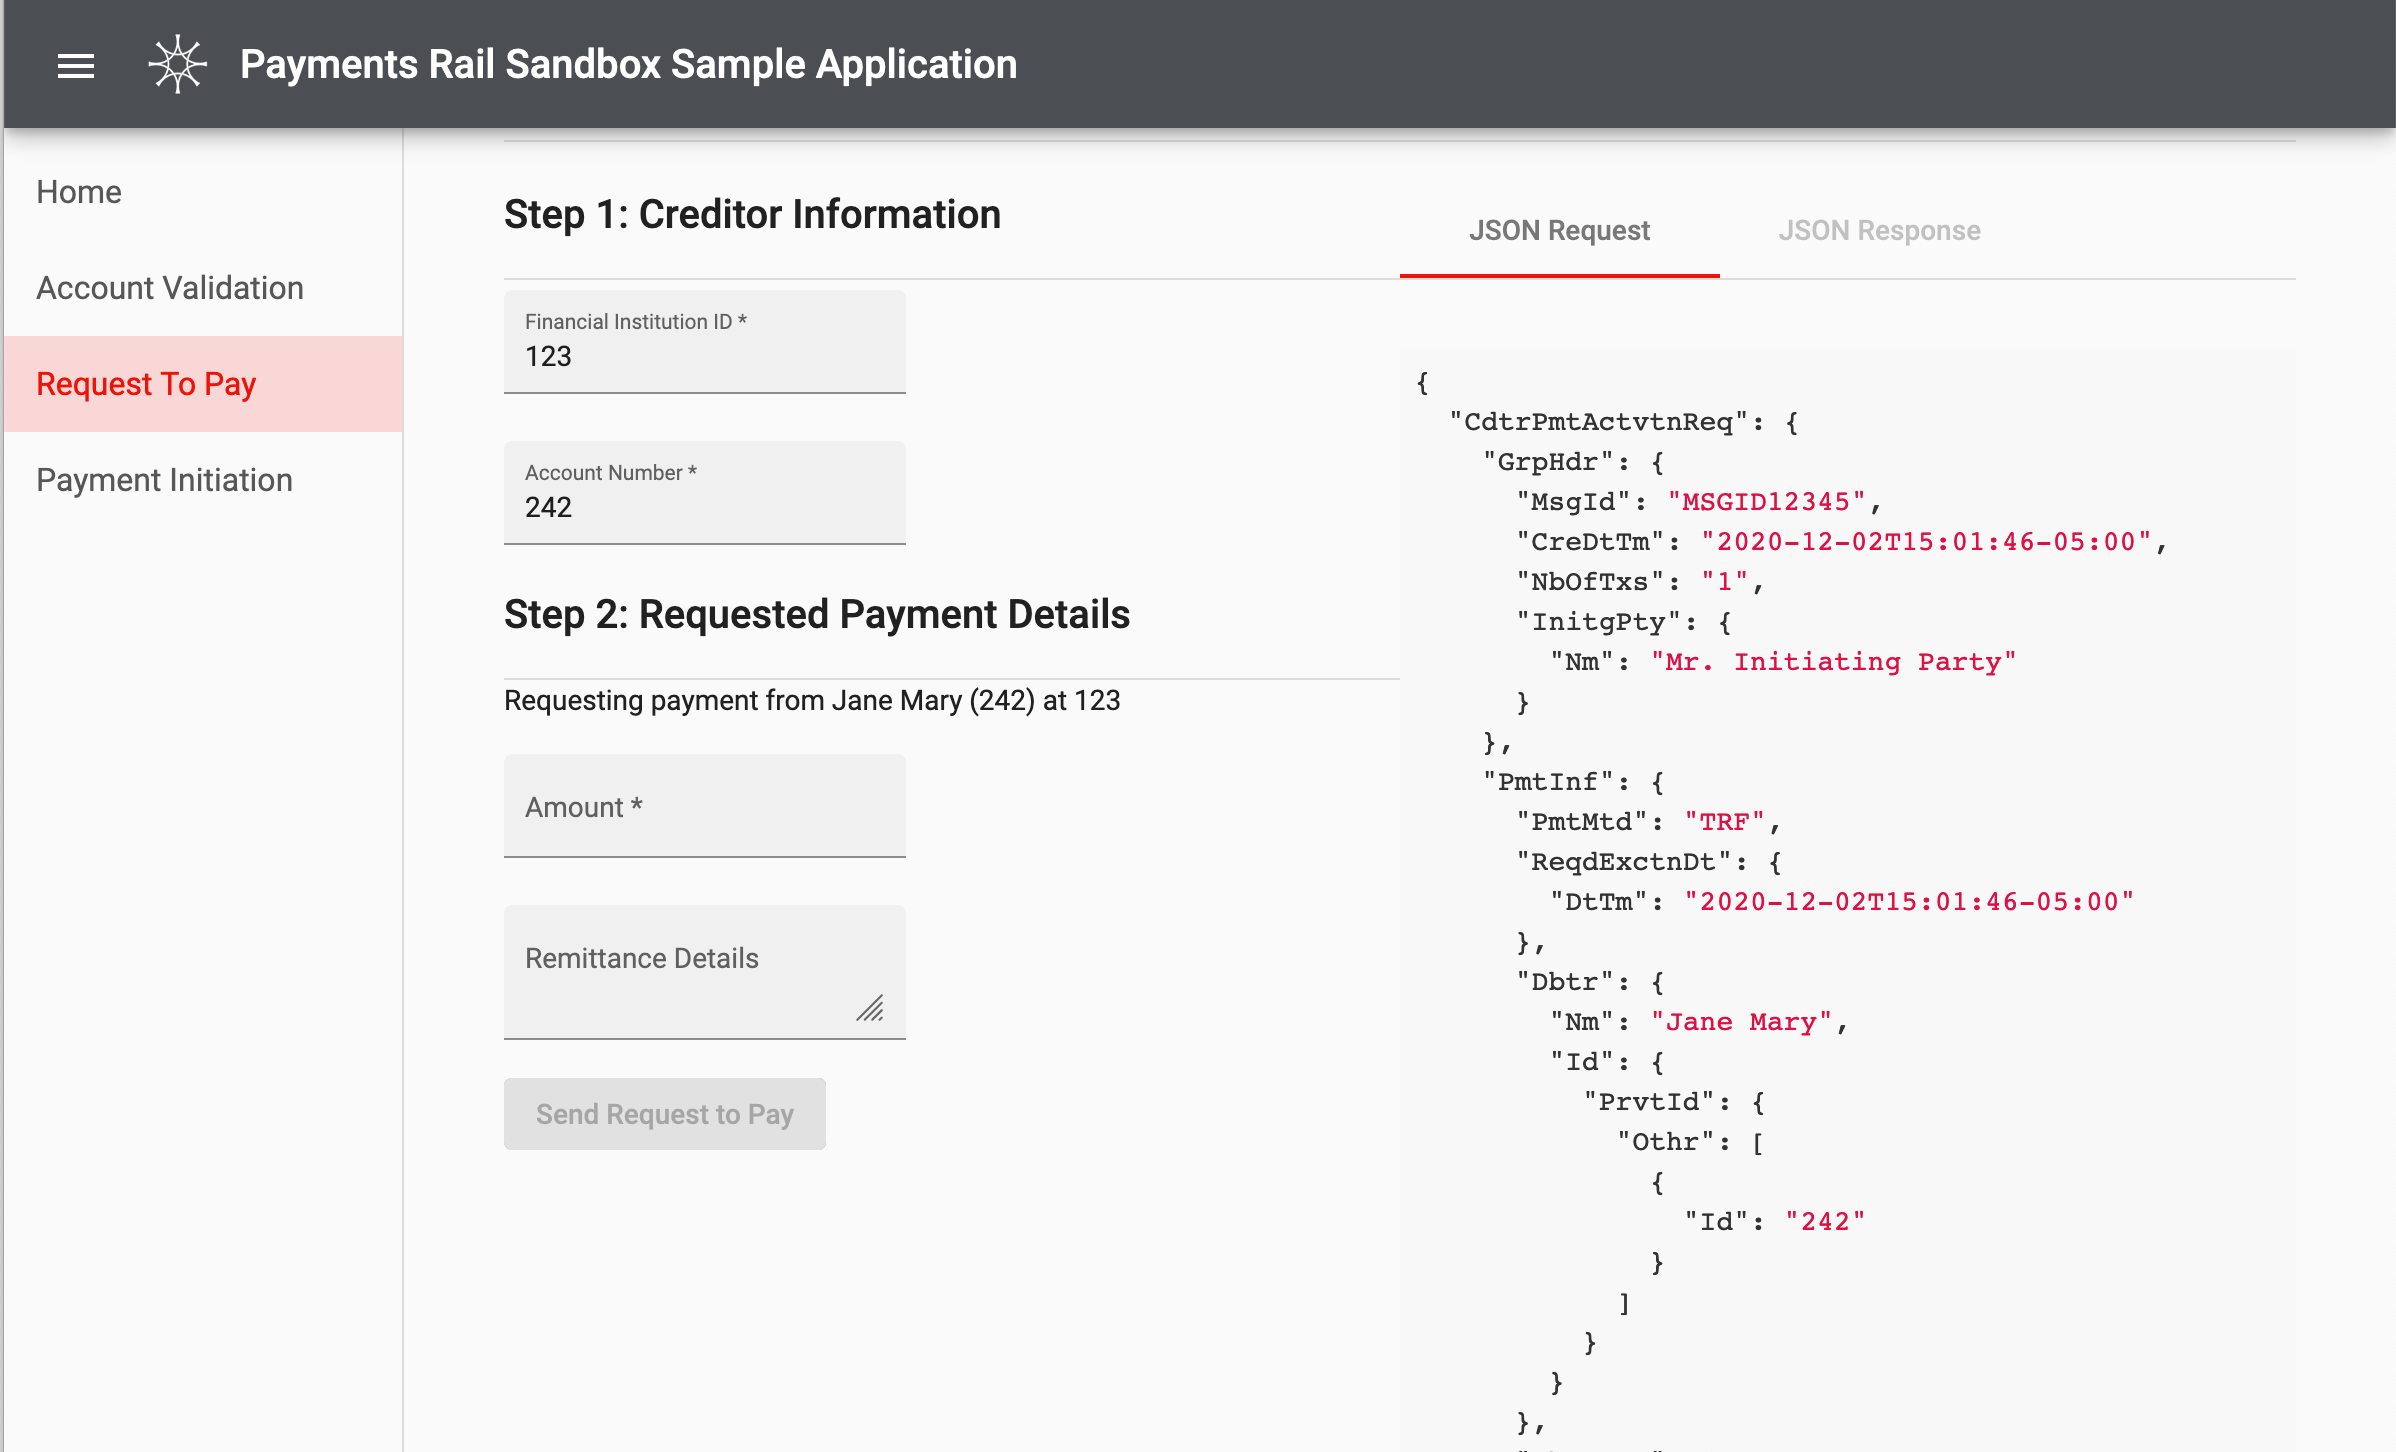 Payments Rail Sandbox Sample Application
Home
Account Validation
Request To Pay
Payment Initiation
Step 1: Creditor Information
Financial Institution ID *
123
Account Number *
242
Step 2: Requested Payment Details
Requesting payment from Jane Mary (242) at 123
Amount *
Remittance Details
Send Request to Pay
JSON Request
JSON Response
{
"CdtrPmtActvtnReq": {
"GrpHdr": {
"MsgId": "MSGID12345",
"CreDtTm": "2020-12-02T15:01:46-05:00",
"NbOfTxs": "1",
"InitgPty": {
"Nm": "Mr. Initiating Party"
}
},
"PmtInf": {
"PmtMtd": "TRF",
"ReqdExctnDt": {
"DtTm": "2020-12-02T15:01:46-05:00"
},
"Dbtr": {
"Nm": "Jane Mary",
"Id": {
"PrvtId": {
"Othr": [
{
"Id": "242"
}
]
}
}
},